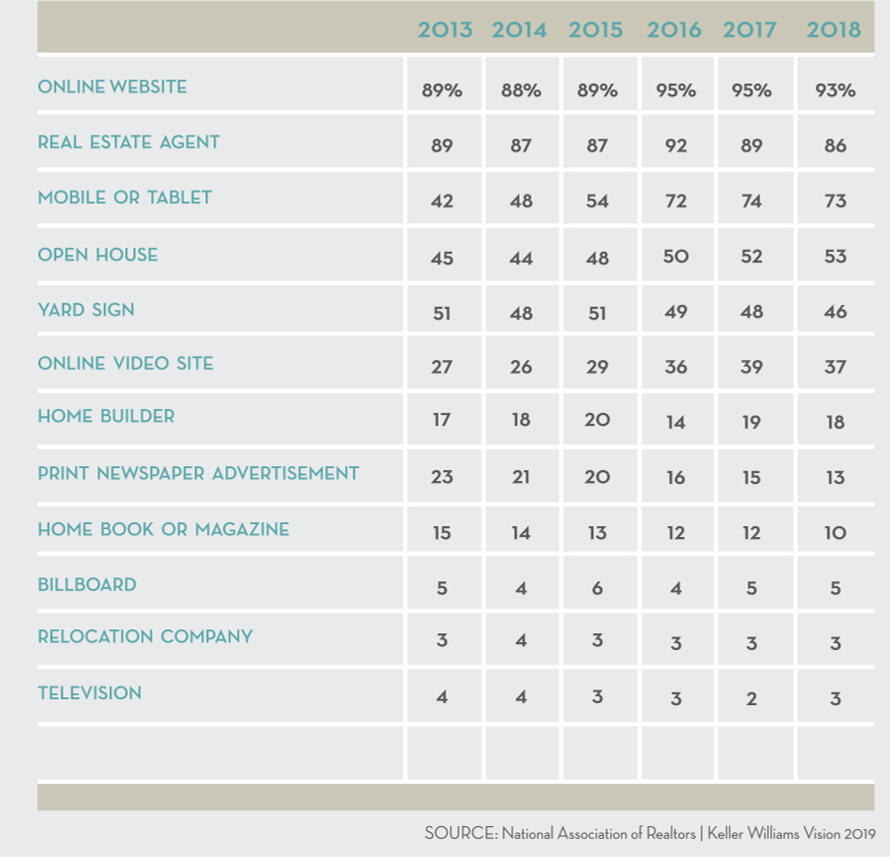 2013 2014 2015 2016 2017 2018
ONLINE WEBSITE 89% 88% 89% 95% 95% 93%
REAL ESTATE AGENT 89 87 87 92 89 86
MOBILE OR TABLET 42 48 54 72 74 73
OPEN HOUSE 45 44 48 50 52 53
YARD SIGN 51 48 51 49 48 46
ONLINE VIDEO SITE 27 26 29 36 39 37
HOME BUILDER 17 18 20 14 19 18
PRINT NEWSPAPER ADVERTISEMENT 23 21 20 16 15 13
HOME BOOK OR MAGAZINE 15 14 13 12 12 10
BILLBOARD 5 4 6 4 5 5
RELOCATION COMPANY 3 4 3 3 3 3
TELEVISION 4 4 3 3 2 3
SOURCE: National Association of Realtors | Keller Williams Vision 2019